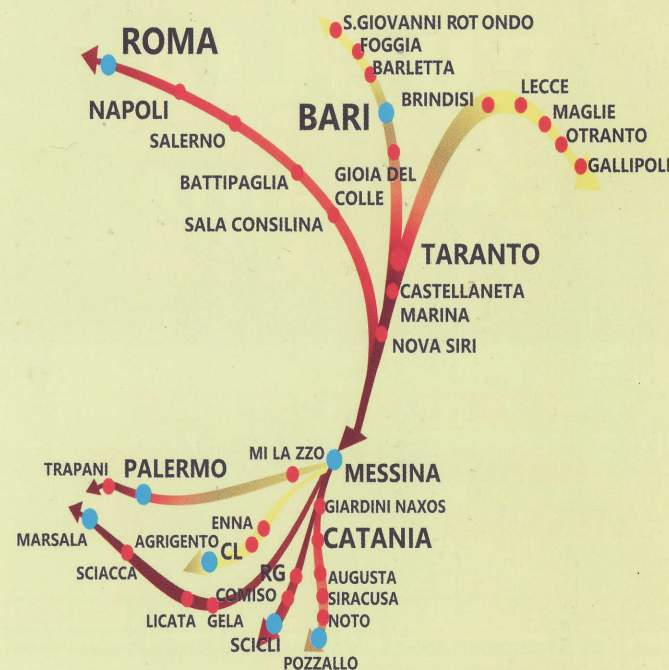 S.GIOVANNI ROT ONDO
FOGGIA
BARLETTA
ROMA
BARI
BRINDISI
LECCE
MAGLIE
OTRANTO
GALLIPOLI
NAPOLI
SALERNO
BATTIPAGLIA
SALA CONSILINA
GIOIA DEL
COLLE
TARANTO
CASTELLANETA
MARINA
NOVA SIRI
MI LA ZZO
MESSINA
TRAPANI
PALERMO
GIARDINI NAXOS
CATANIA
ENNA
CL
AGRIGENTO
MARSALA
SCIACCA
LICATA
GELA
RG
COMISO
SCICLI
AUGUSTA
SIRACUSA
NOTO
POZZALLO